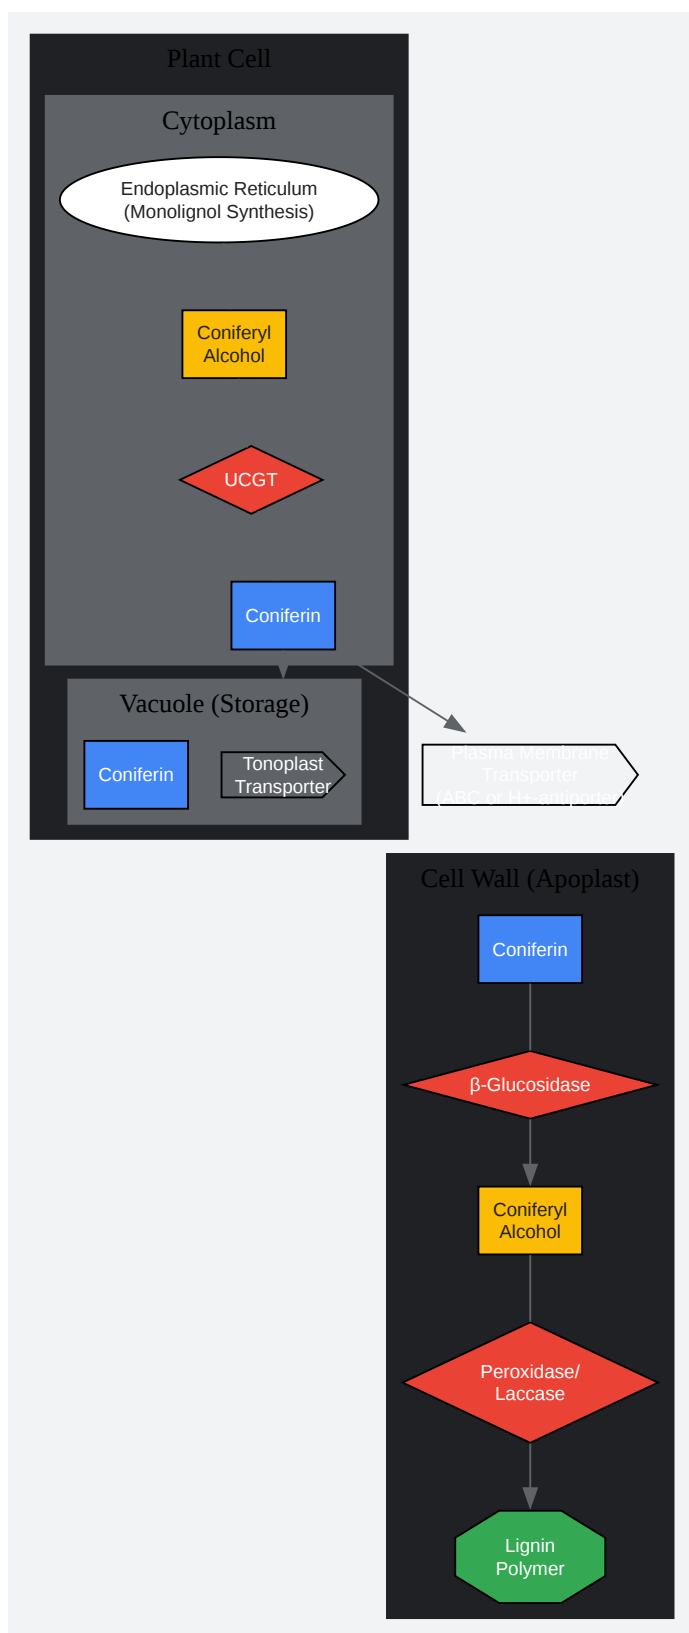 Plant Cell
Cytoplasm
Endoplasmic Reticulum
(Monolignol Synthesis)
Coniferyl
Alcohol
UCGT
Coniferin
Vacuole (Storage)
Coniferin
Tonoplast
Transporter
Plasma Membrane
Transporter
(ABC or H+-antiporter)
Cell Wall (Apoplast)
Coniferin
β-Glucosidase
Coniferyl
Alcohol
Peroxidase/
Laccase
Lignin
Polymer